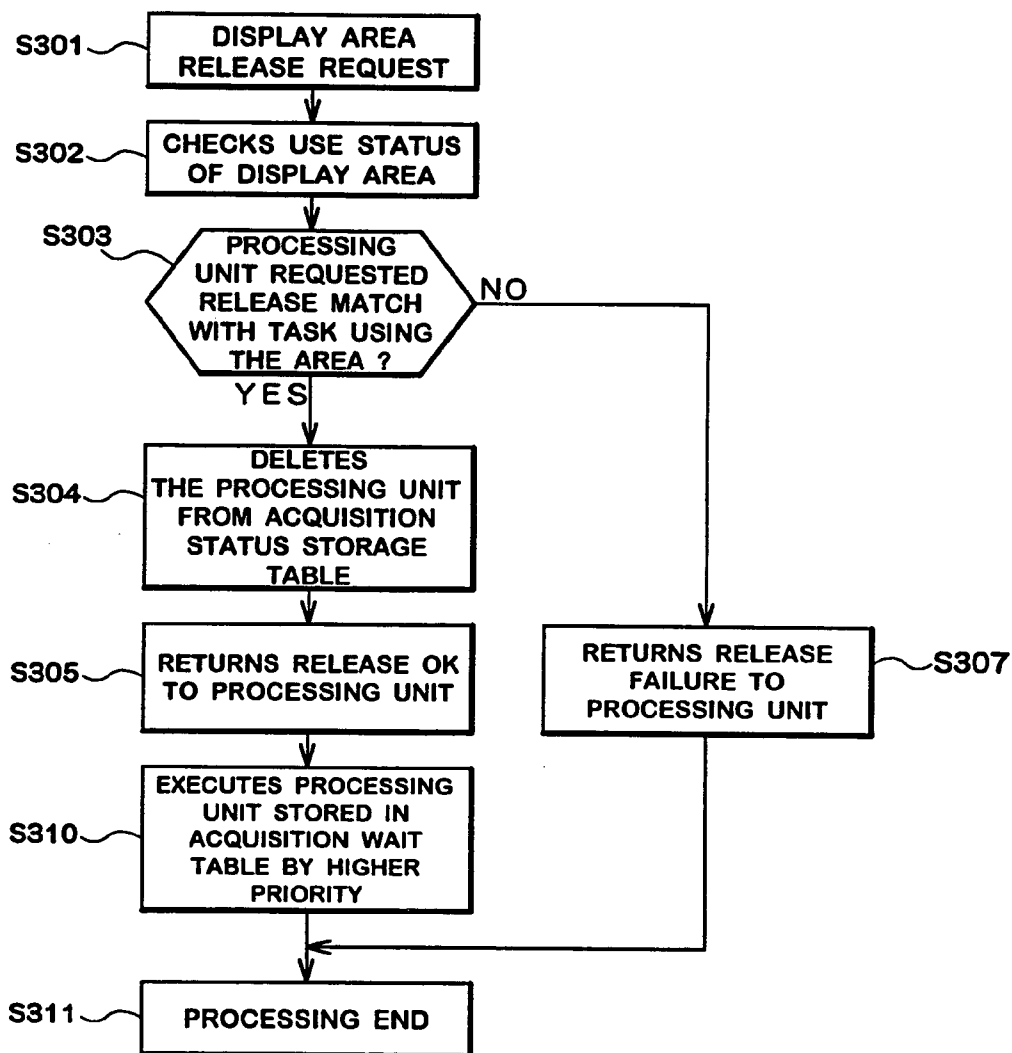 S301
DISPLAY AREA
RELEASE REQUEST
S302
CHECKS USE STATUS
OF DISPLAY AREA
S303
PROCESSING
UNIT REQUESTED
RELEASE MATCH
WITH TASK USING
THE AREA ?
NO
YES
S304
DELETES
THE PROCESSING UNIT
FROM ACQUISITION
STATUS STORAGE
TABLE
S305
RETURNS RELEASE OK
TO PROCESSING UNIT
RETURNS RELEASE
FAILURE TO
PROCESSING UNIT
S307
S310
EXECUTES PROCESSING
UNIT STORED IN
ACQUISITION WAIT
TABLE BY HIGHER
PRIORITY
S311
PROCESSING END